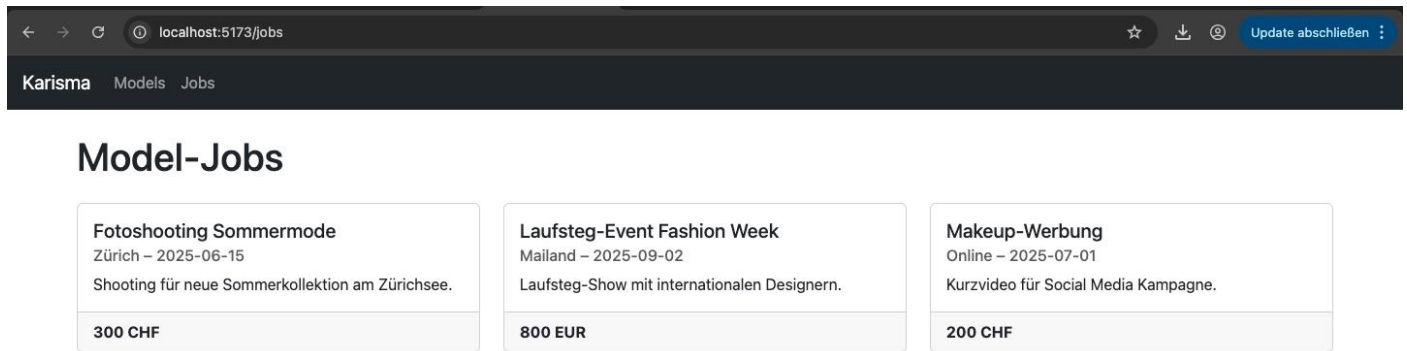 localhost:5173/jobs
Update abschließen
Karisma Models Jobs
Model-Jobs
Fotoshooting Sommermode
Zürich – 2025-06-15
Shooting für neue Sommerkollektion am Zürichsee.
300 CHF
Laufsteg-Event Fashion Week
Mailand – 2025-09-02
Laufsteg-Show mit internationalen Designern.
800 EUR
Makeup-Werbung
Online – 2025-07-01
Kurzvideo für Social Media Kampagne.
200 CHF